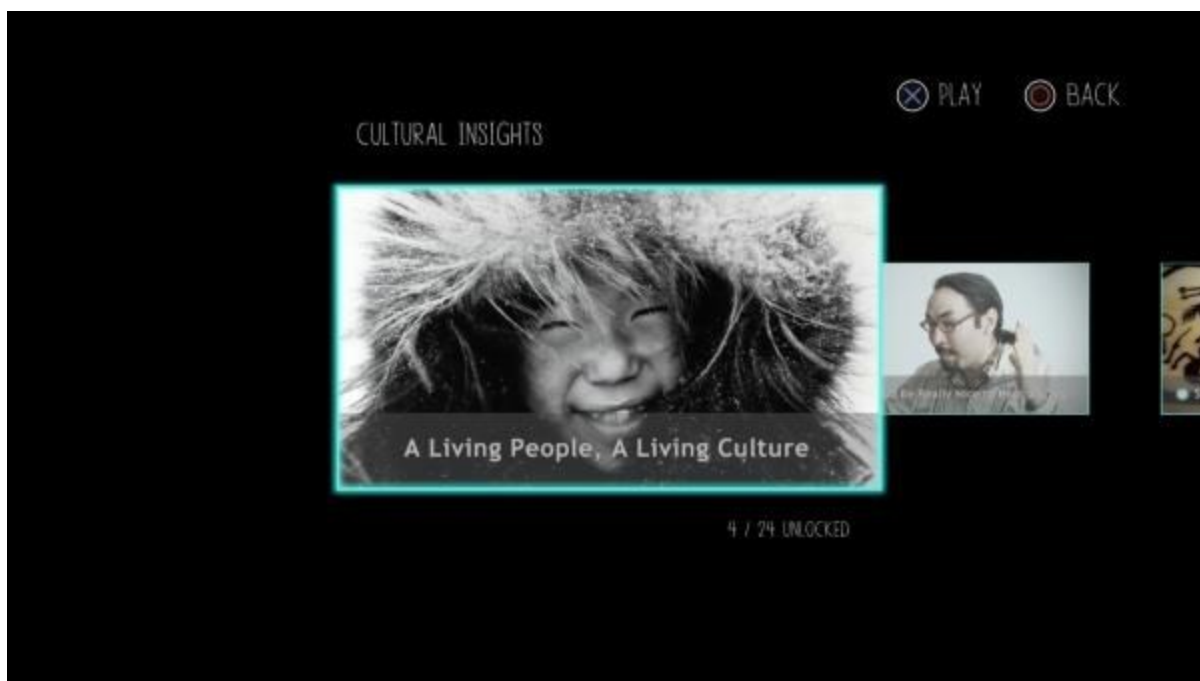 PLAY
BACK
CULTURAL INSIGHTS
A Living People, A Living Culture
4 / 24 UNLOCKED